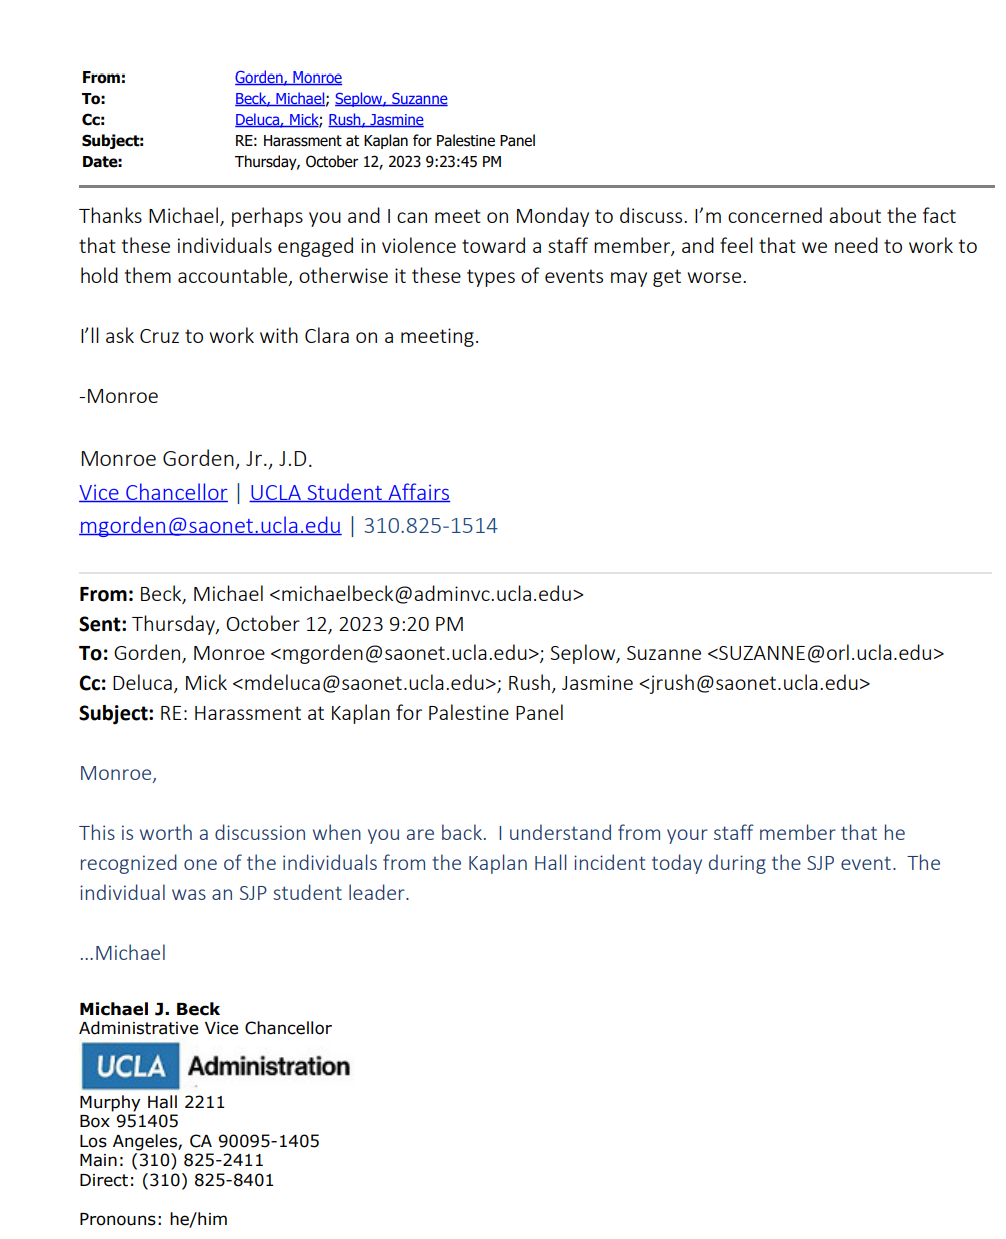 From: Gorden, Monroe
To: Beck, Michael; Seplow, Suzanne
Cc: Deluca, Mick; Rush, Jasmine
Subject: RE: Harassment at Kaplan for Palestine Panel
Date: Thursday, October 12, 2023 9:23:45 PM
Thanks Michael, perhaps you and I can meet on Monday to discuss. I’m concerned about the fact
that these individuals engaged in violence toward a staff member, and feel that we need to work to
hold them accountable, otherwise it these types of events may get worse.
I’ll ask Cruz to work with Clara on a meeting.
-Monroe
Monroe Gorden, Jr., J.D.
Vice Chancellor | UCLA Student Affairs
mgorden@saonet.ucla.edu | 310.825-1514
From: Beck, Michael <michaelbeck@adminvc.ucla.edu>
Sent: Thursday, October 12, 2023 9:20 PM
To: Gorden, Monroe <mgorden@saonet.ucla.edu>; Seplow, Suzanne <SUZANNE@orl.ucla.edu>
Cc: Deluca, Mick <mdeluca@saonet.ucla.edu>; Rush, Jasmine <jrush@saonet.ucla.edu>
Subject: RE: Harassment at Kaplan for Palestine Panel
Monroe,
This is worth a discussion when you are back.  I understand from your staff member that he
recognized one of the individuals from the Kaplan Hall incident today during the SJP event.  The
individual was an SJP student leader.
…Michael
Michael J. Beck
Administrative Vice Chancellor
UCLA Administration
Murphy Hall 2211
Box 951405
Los Angeles, CA 90095-1405
Main: (310) 825-2411
Direct: (310) 825-8401
Pronouns: he/him